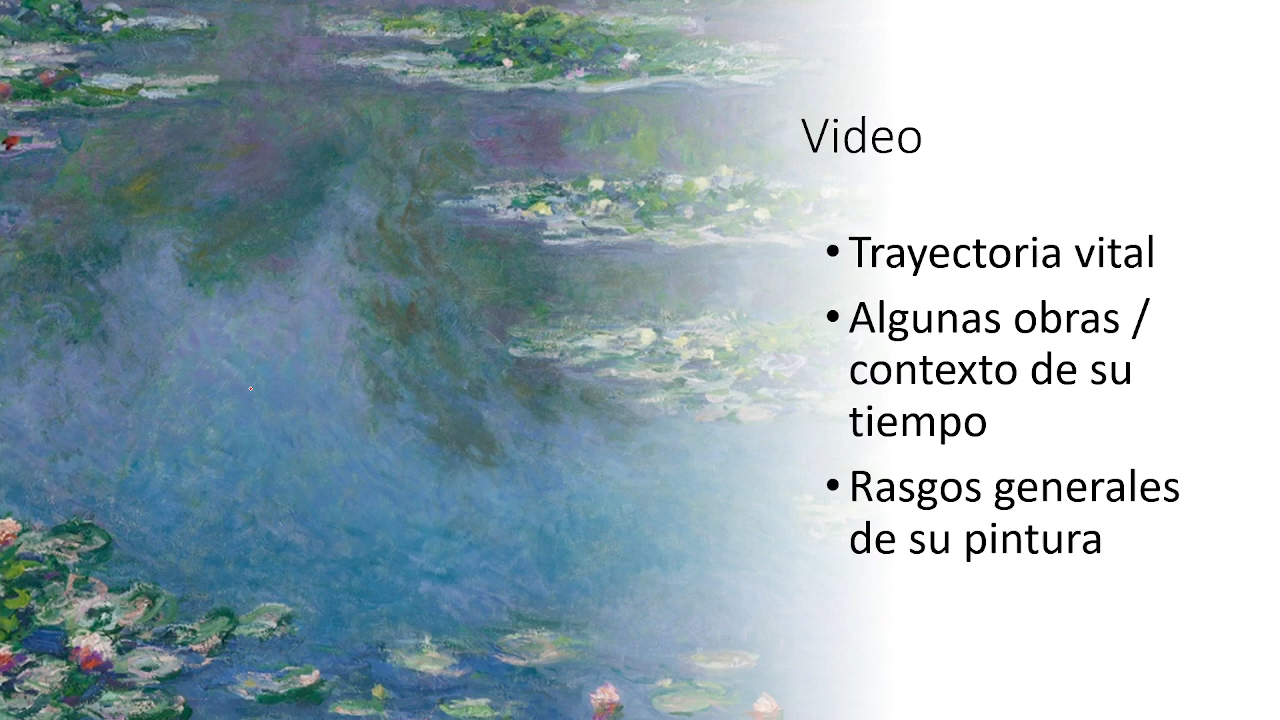 Video
• Trayectoria vital
• Algunas obras /
contexto de su
tiempo
• Rasgos generales
de su pintura